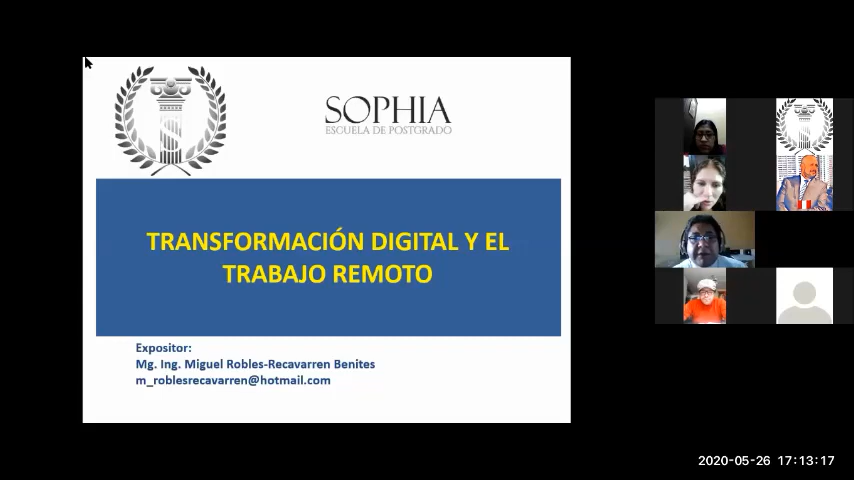 SOPHIA
ESCUELA DE POSTGRADO
TRANSFORMACIÓN DIGITAL Y EL
TRABAJO REMOTO
Expositor:
Mg. Ing. Miguel Robles-Recavarren Benites
m_roblesrecavarren@hotmail.com
2020-05-26 17:13:17